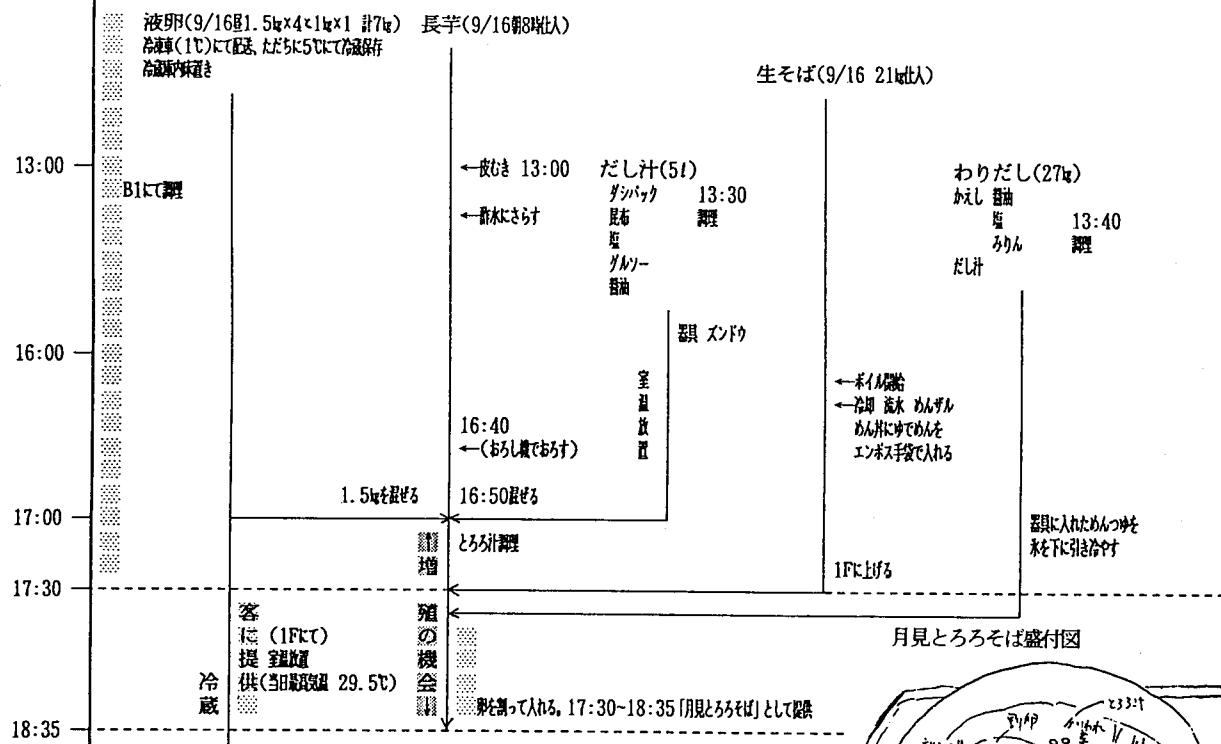 液卵(9/16昼1.5kg×4と1kg×1 計7kg)
冷凍車(1℃)にて配送、ただちに5℃にて冷蔵保存
冷蔵庫内床置き
長芋(9/16朝8時仕入)
生そば(9/16 21kg仕入)
13:00
B1にて調理
←皮むき 13:00
←酢水にさらす
だし汁(5l)
ダシパック
昆布
塩
グルソー
醤油
13:30
調理
わりだし(27kg)
かえし 醤油
塩
みりん
だし汁
13:40
調理
器具 ズンドウ
16:00
室温放置
←ボイル開始
←冷却 流水 めんザル
めん丼にゆでめんを
エンボス手袋で入れる
16:40
←(おろし機でおろす)
1.5kgを混ぜる
16:50混ぜる
17:00
とろろ汁調理
器具に入れためんつゆを
氷を下に引き冷やす
1Fに上げる
17:30
↑増殖の機会↓
客に提供
(1Fにて)
室温放置
(当日最高気温 29.5℃)
冷蔵
卵を割って入れる。17:30~18:35「月見とろろそば」として提供
18:35
月見とろろそば盛付図
とろろ汁